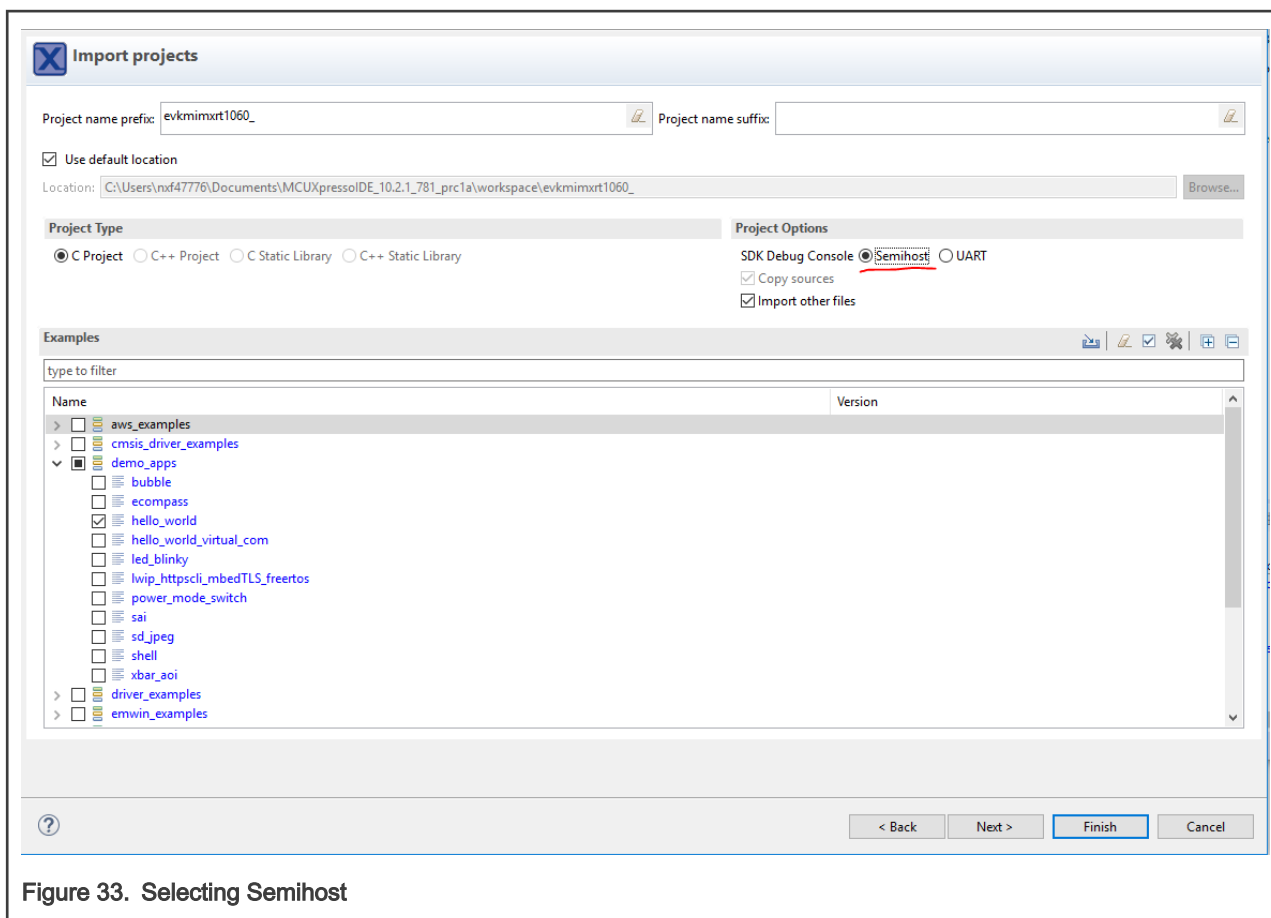 Import projects
Project name prefix: evkmimxrt1060_ Project name suffix:
Use default location
Location: C:\Users\nxf47776\Documents\MCUXpressoIDE_10.2.1_781_prc1a\workspace\evkmimxrt1060_ Browse...
Project Type Project Options
C Project C++ Project C Static Library C++ Static Library SDK Debug Console Semihost UART
Copy sources
Import other files
Examples
type to filter
Name Version
aws_examples
cmsis_driver_examples
demo_apps
bubble
ecompass
hello_world
hello_world_virtual_com
led_blinky
lwip_httpscli_mbedTLS_freertos
power_mode_switch
sai
sd_jpeg
shell
xbar_aoi
driver_examples
emwin_examples
< Back Next > Finish Cancel
Figure 33. Selecting Semihost